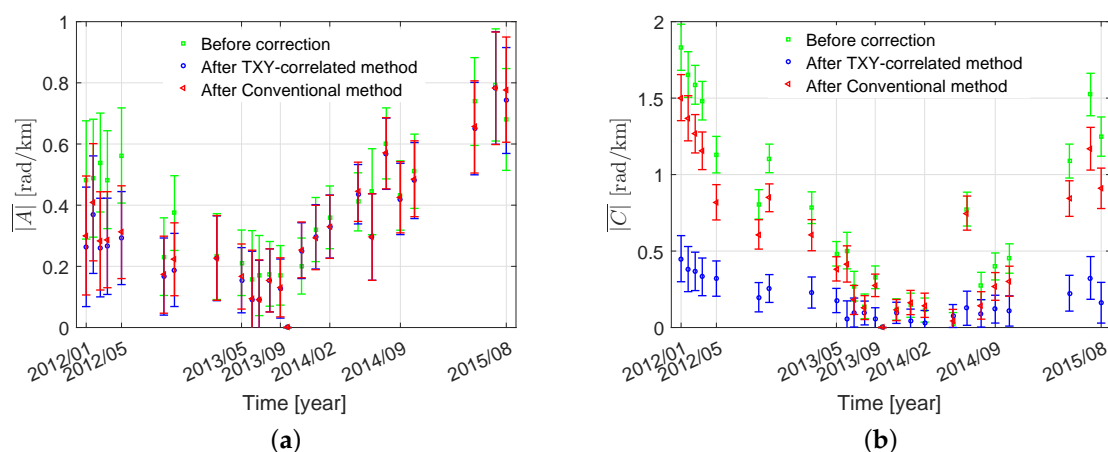 1
0.8
0.6
0.4
0.2
0
|A| [rad/km]
Before correction
After TXY-correlated method
After Conventional method
2012/01
2012/05
2013/05
2013/09
2014/02
2014/09
2015/08
Time [year]
(a)
2
1.5
1
0.5
0
|C| [rad/km]
Before correction
After TXY-correlated method
After Conventional method
2012/01
2012/05
2013/05
2013/09
2014/02
2014/09
2015/08
Time [year]
(b)